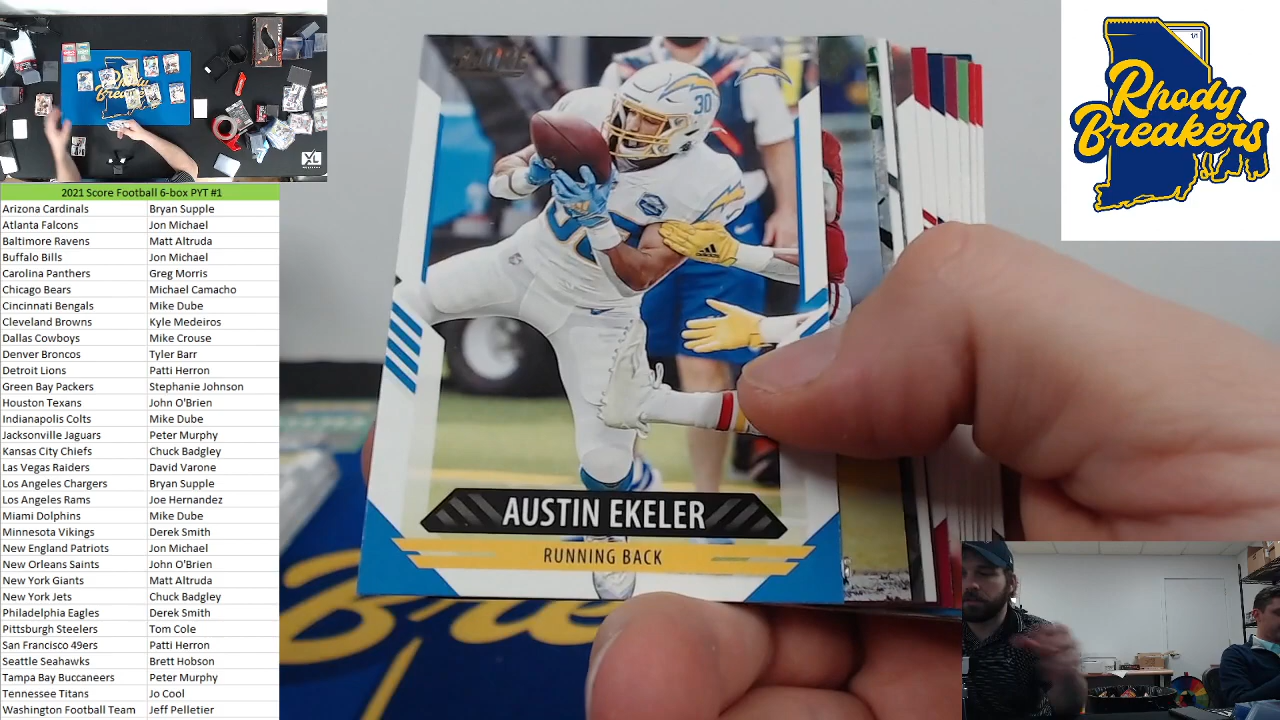 2021 Score Football 6-box PYT #1
Arizona Cardinals Bryan Supple
Atlanta Falcons Jon Michael
Baltimore Ravens Matt Altruda
Buffalo Bills Jon Michael
Carolina Panthers Greg Morris
Chicago Bears Michael Camacho
Cincinnati Bengals Mike Dube
Cleveland Browns Kyle Medeiros
Dallas Cowboys Mike Crouse
Denver Broncos Tyler Barr
Detroit Lions Patti Herron
Green Bay Packers Stephanie Johnson
Houston Texans John O'Brien
Indianapolis Colts Mike Dube
Jacksonville Jaguars Peter Murphy
Kansas City Chiefs Chuck Badgley
Las Vegas Raiders David Varone
Los Angeles Chargers Bryan Supple
Los Angeles Rams Joe Hernandez
Miami Dolphins Mike Dube
Minnesota Vikings Derek Smith
New England Patriots Jon Michael
New Orleans Saints John O'Brien
New York Giants Matt Altruda
New York Jets Chuck Badgley
Philadelphia Eagles Derek Smith
Pittsburgh Steelers Tom Cole
San Francisco 49ers Patti Herron
Seattle Seahawks Brett Hobson
Tampa Bay Buccaneers Peter Murphy
Tennessee Titans Jo Cool
Washington Football Team Jeff Pelletier
XL
SCORE
30
30
adidas
AUSTIN EKELER
RUNNING BACK
1/1
Rhody
Breakers